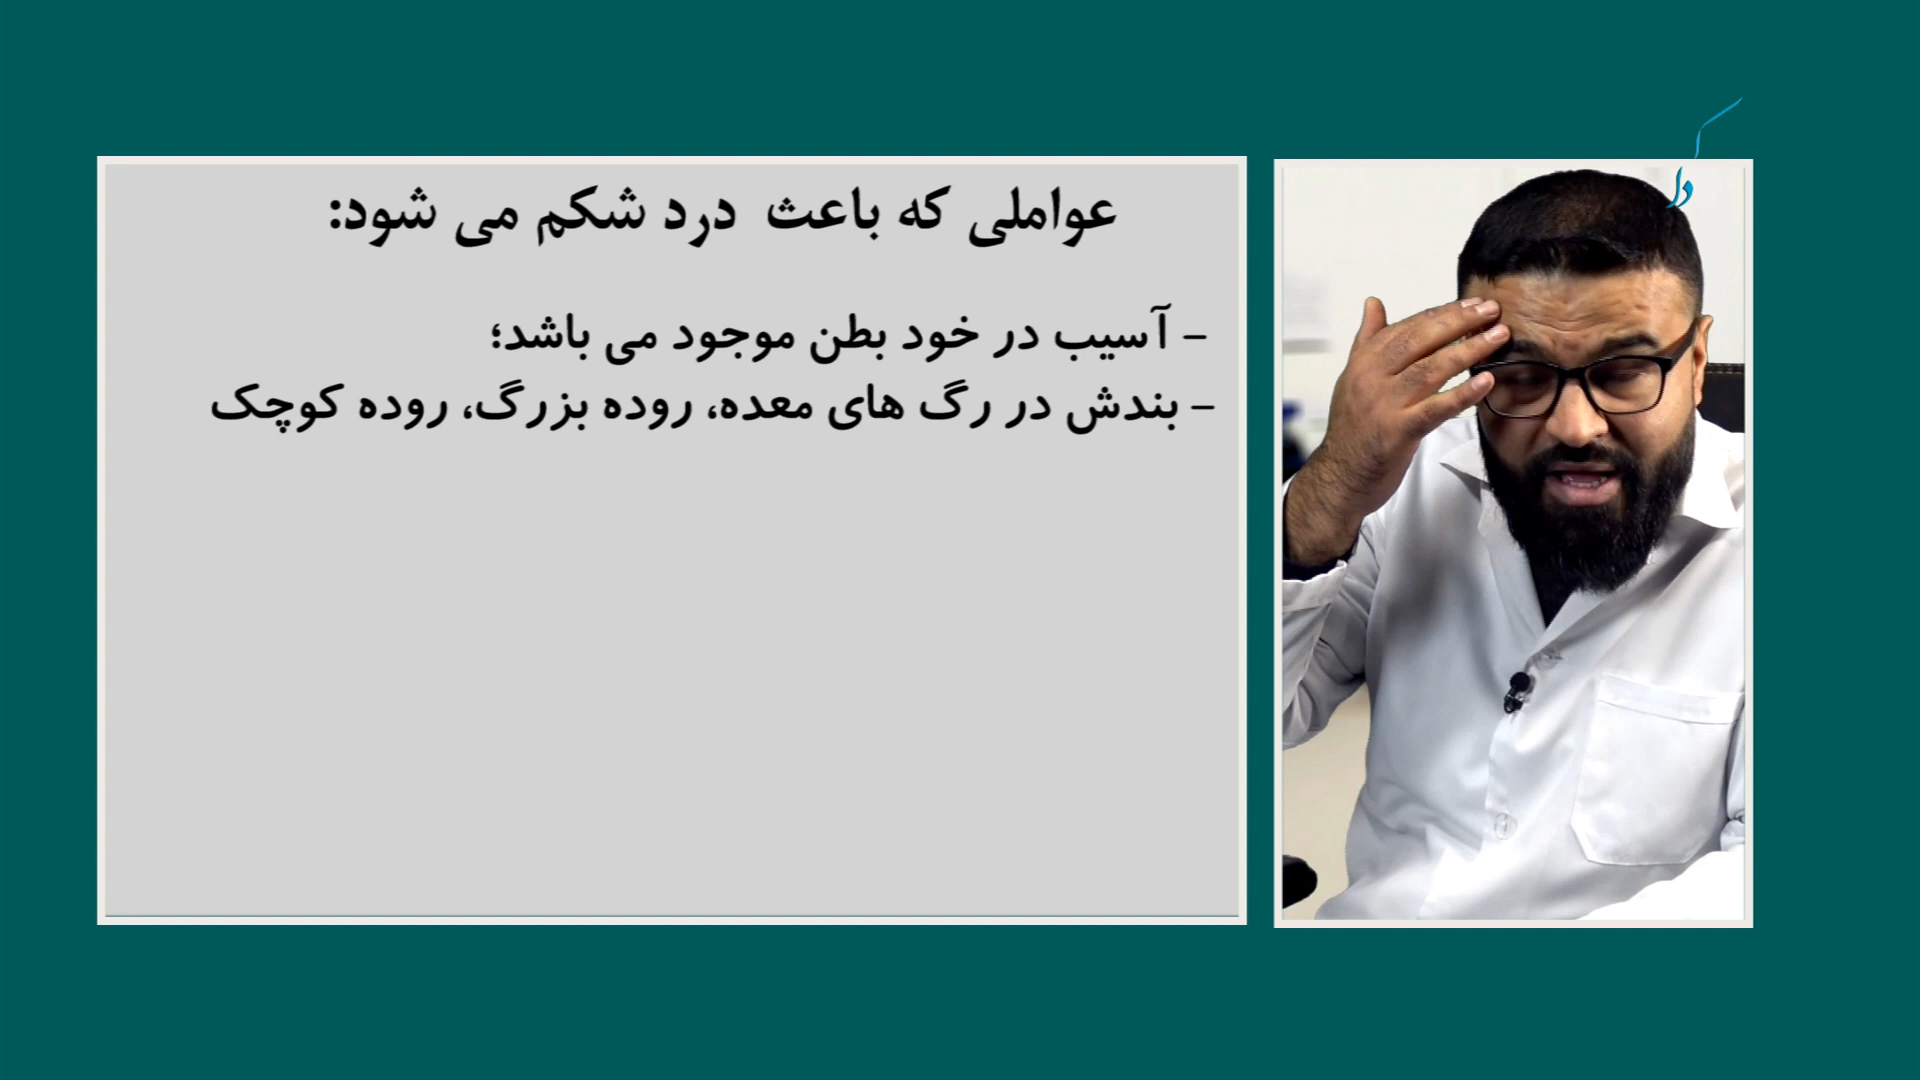 عواملی که باعث درد شکم می شود:
- آسیب در خود بطن موجود می باشد؛
- بندش در رگ های معده، روده بزرگ، روده کوچک